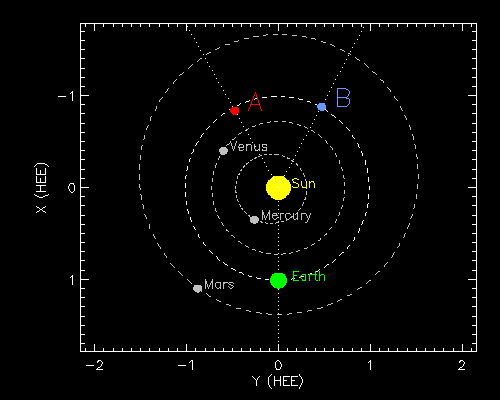 A
B
Venus
Sun
Mercury
Earth
Mars
X (HEE)
-1
0
1
-2
-1
0
1
2
Y (HEE)